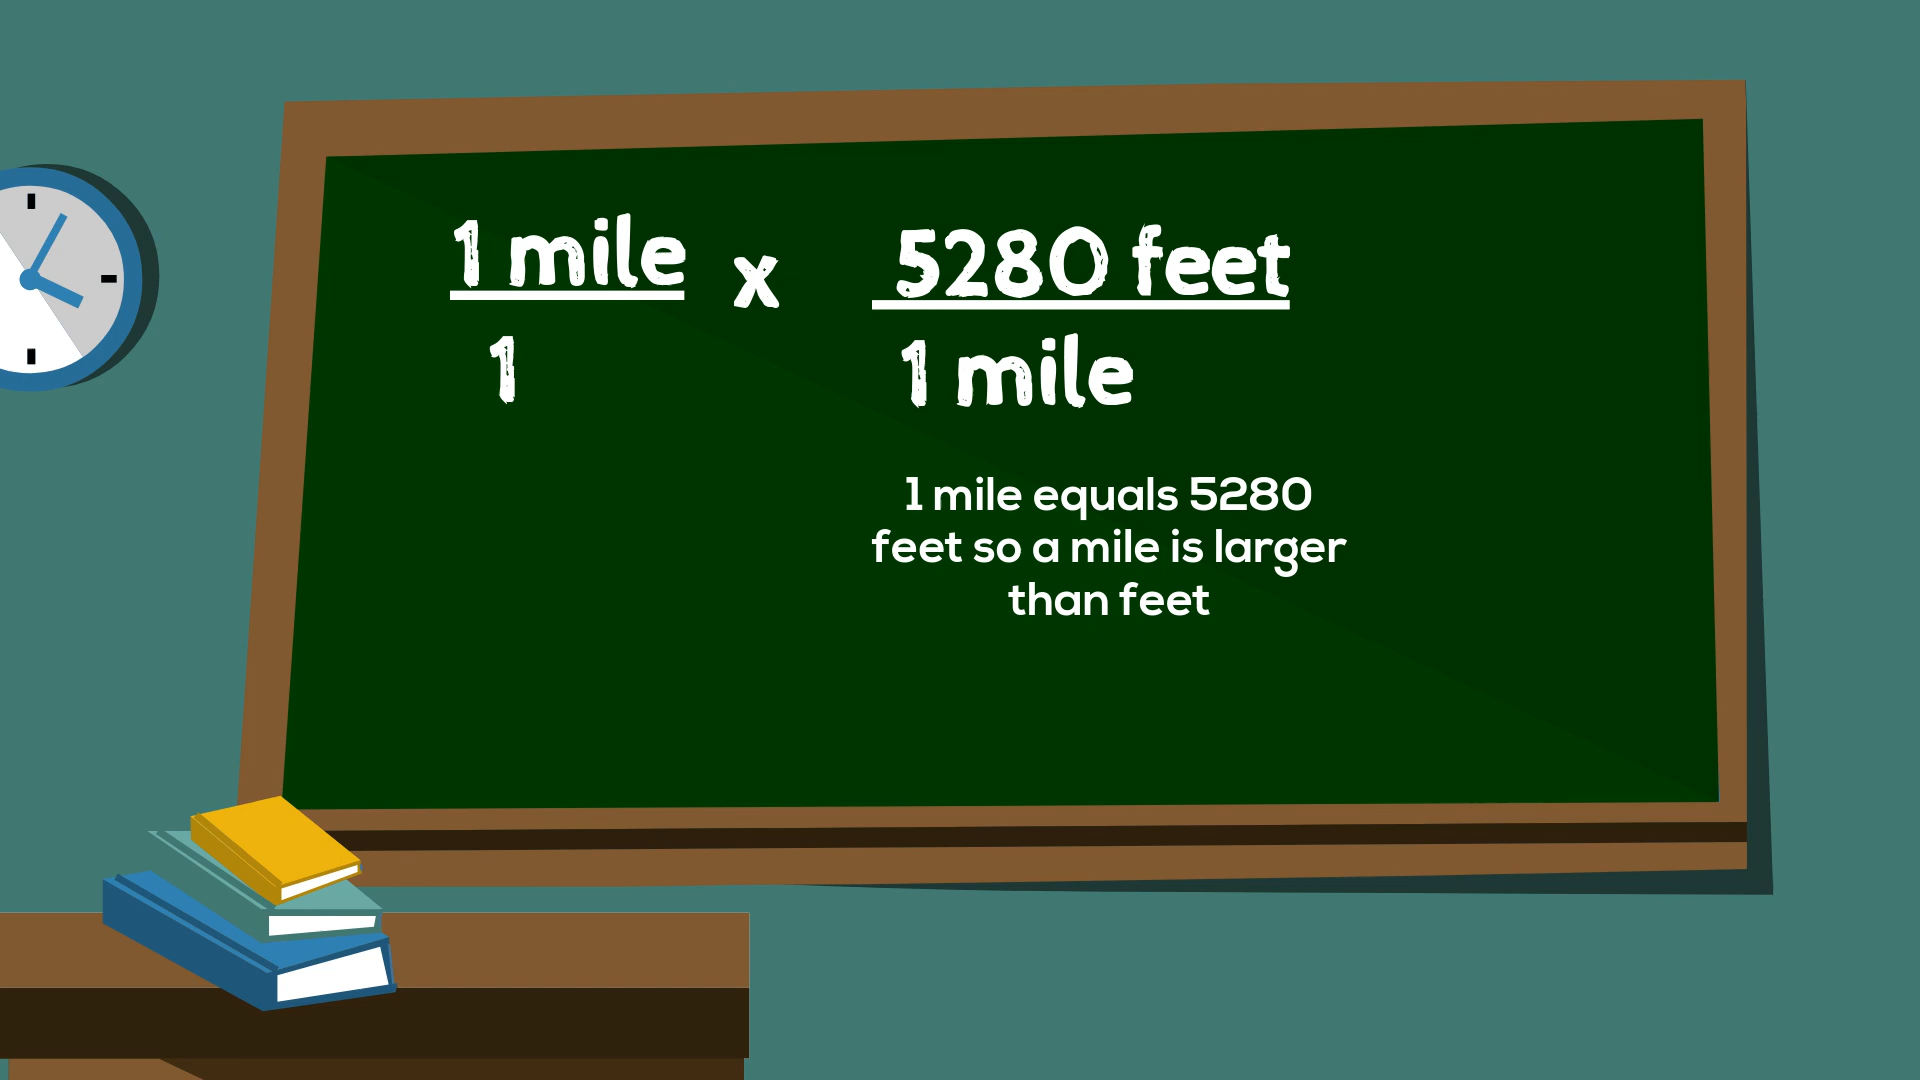 1 mile x 5280 feet
1 1 mile
1 mile equals 5280
feet so a mile is larger
than feet